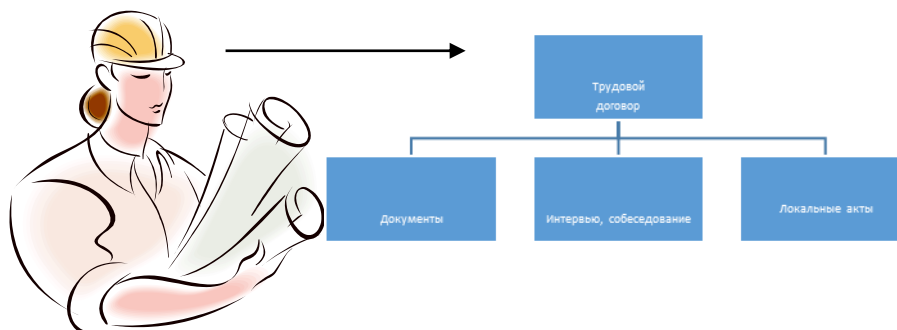 Трудовой
договор
Документы
Интервью, собеседование
Локальные акты